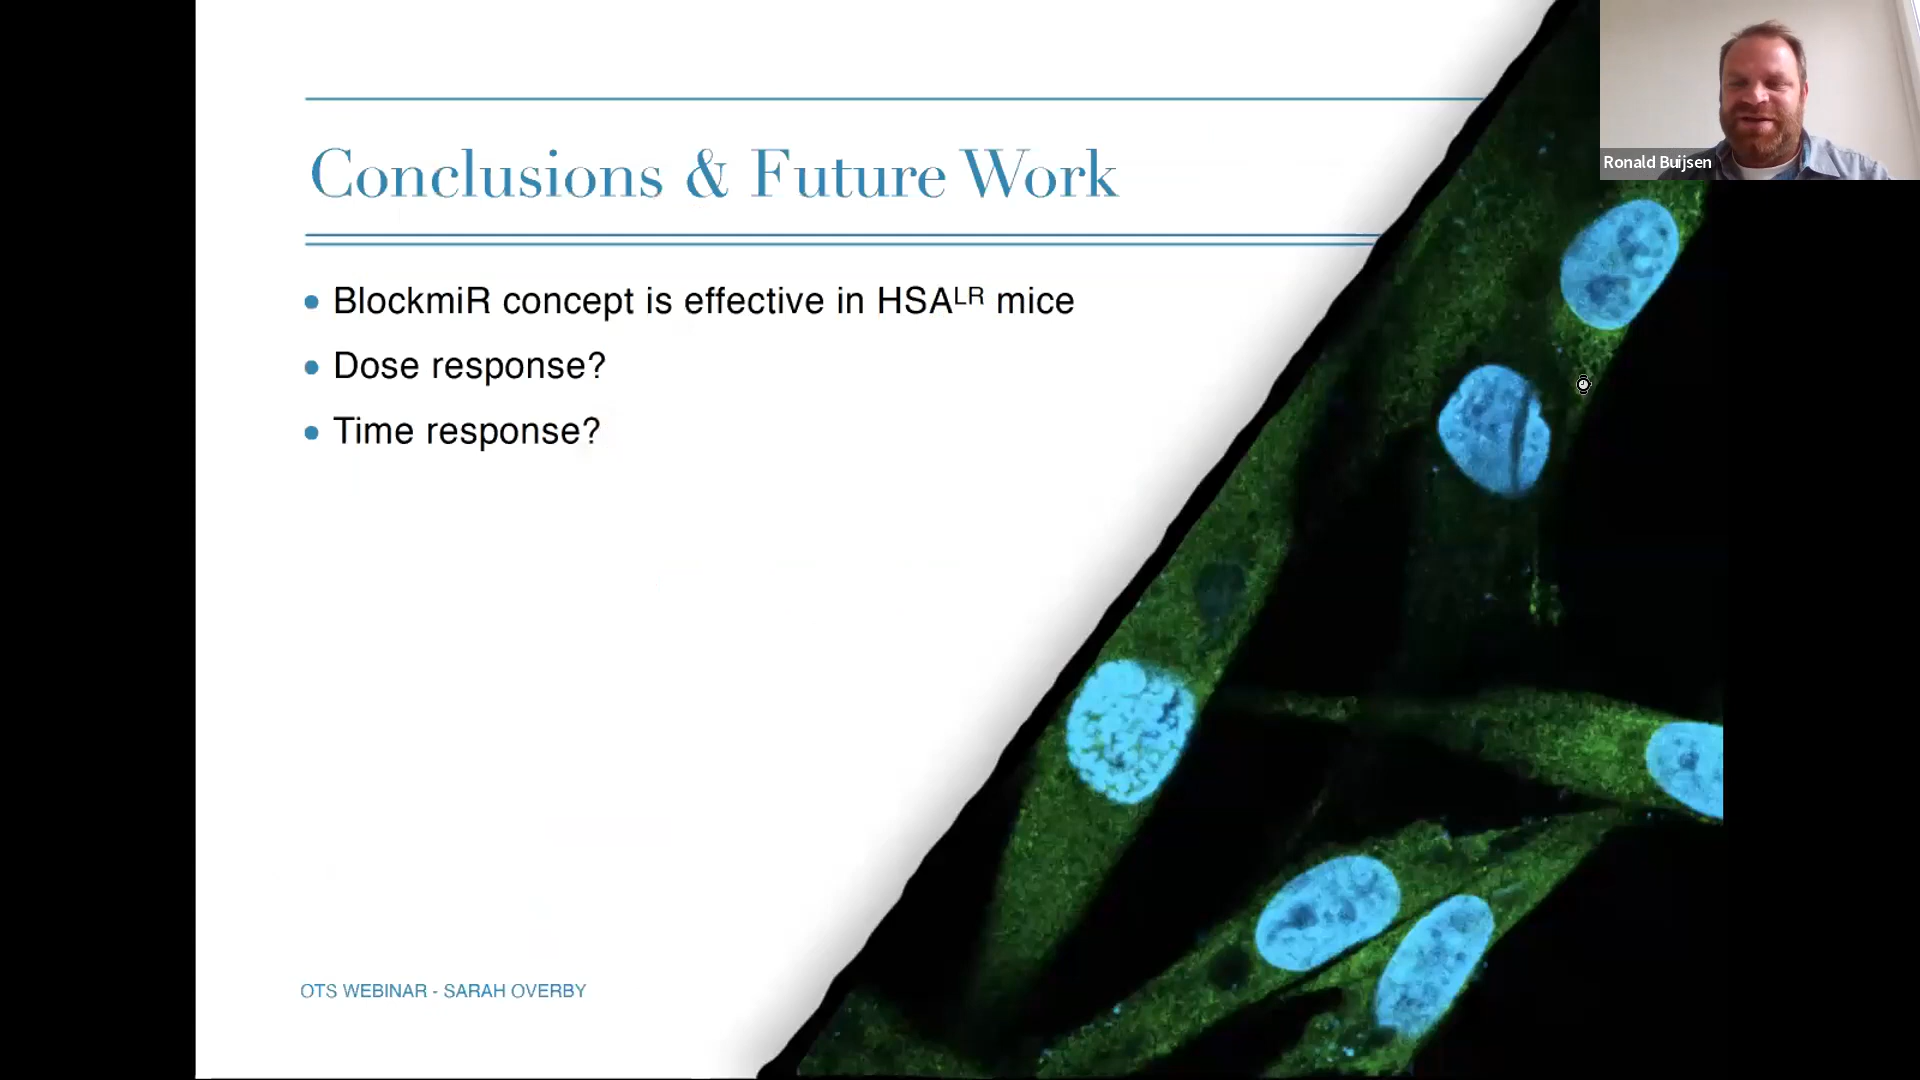 Ronald Buijsen
Conclusions & Future Work
BlockmiR concept is effective in HSALR mice
Dose response?
Time response?
OTS WEBINAR - SARAH OVERBY